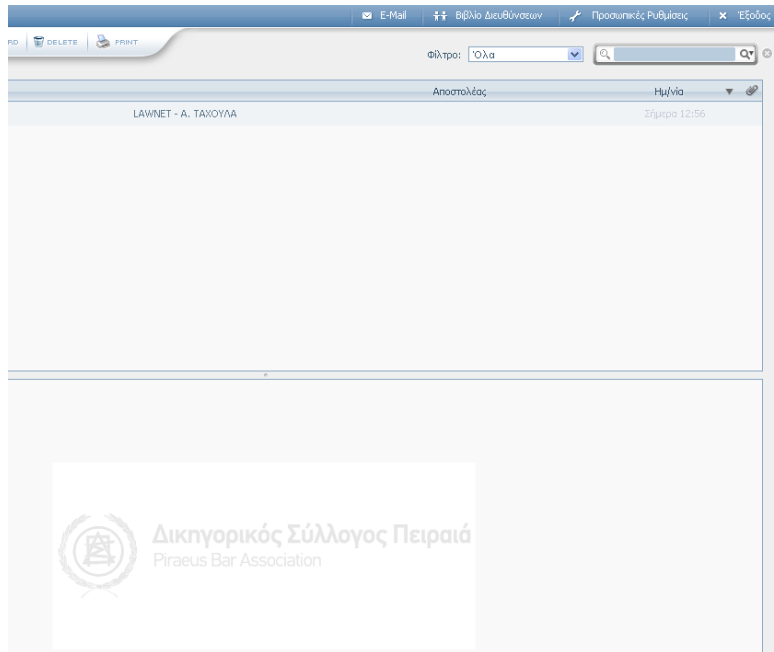 E-Mail Βιβλίο Διευθύνσεων Προσωπικές Ρυθμίσεις Έξοδος
RD DELETE PRINT
Φίλτρο: Όλα
Αποστολέας Ημ/νία
LAWNET - Α. ΤΑΧΟΥΛΑ Σήμερα 12:56
Δικηγορικός Σύλλογος Πειραιά
Piraeus Bar Association